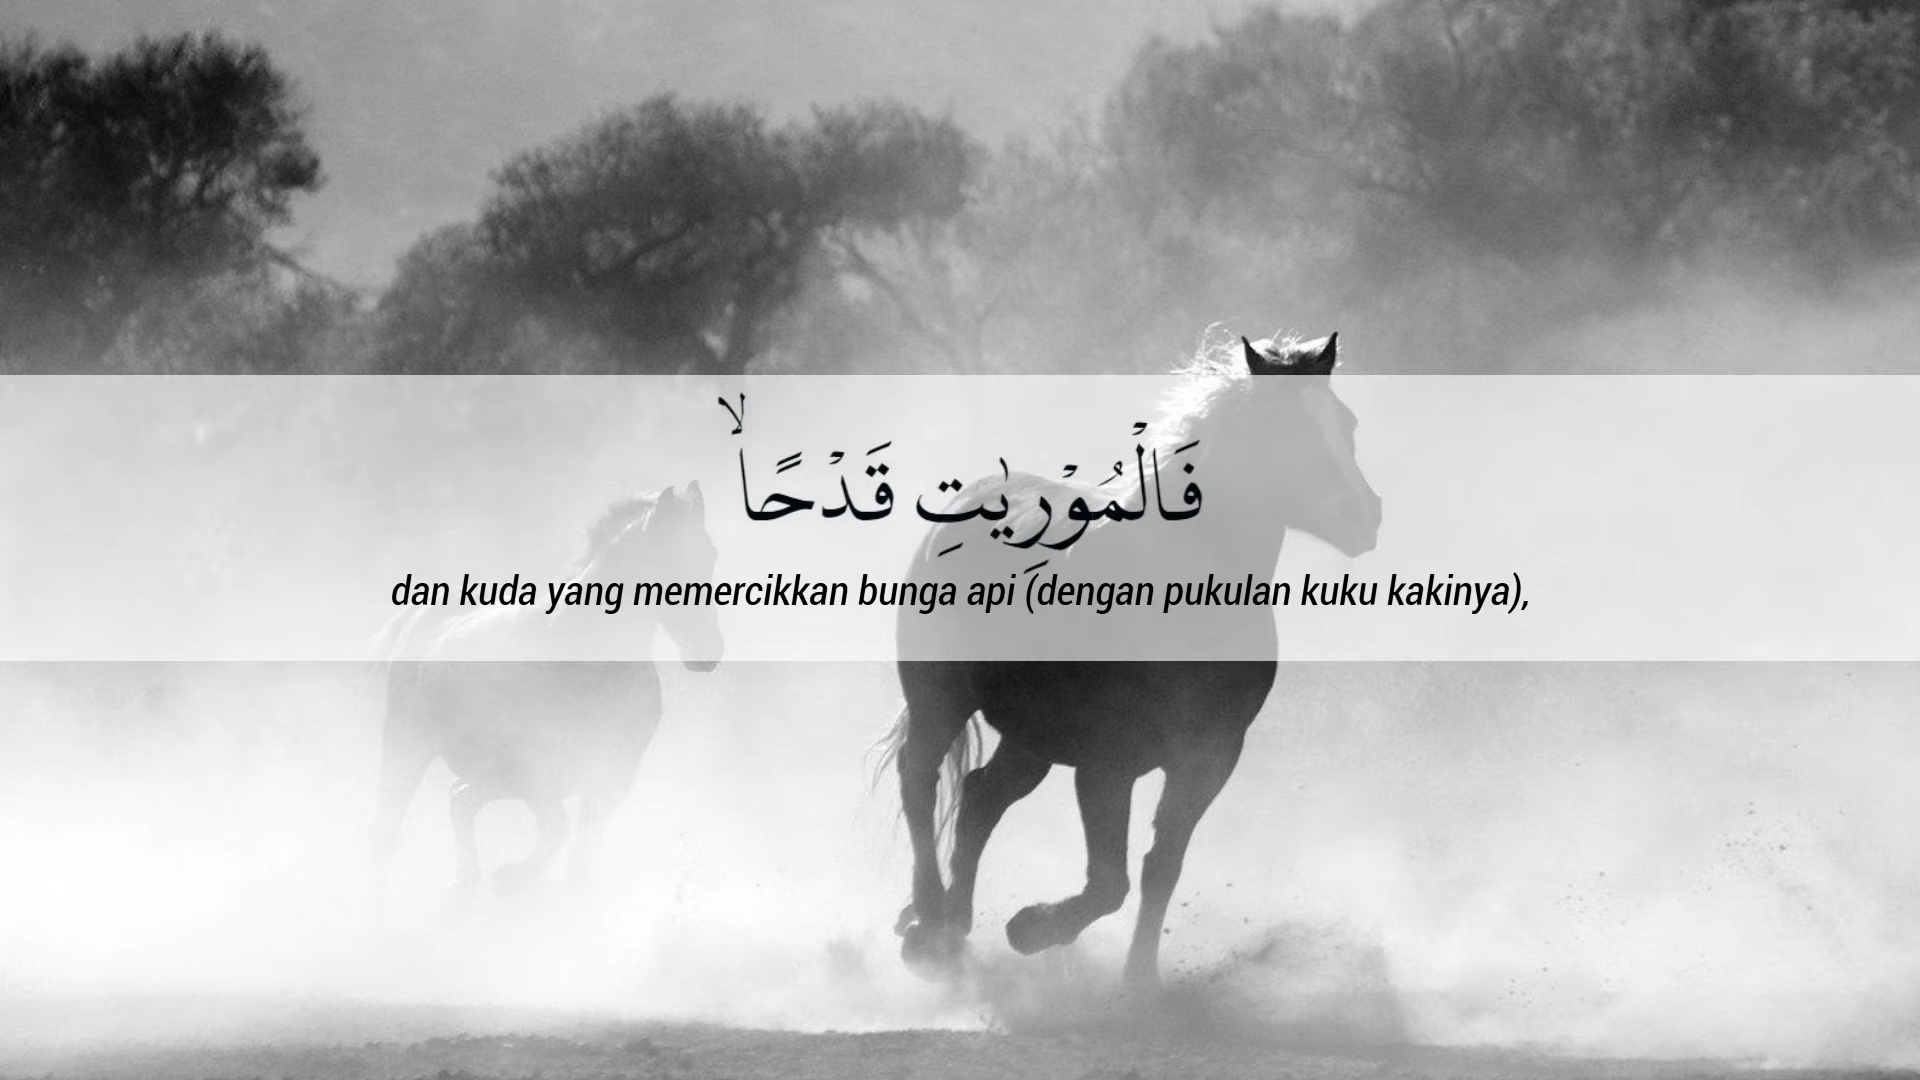 فَالْمُوْرِيٰتِ قَدْحًاۙ
dan kuda yang memercikkan bunga api (dengan pukulan kuku kakinya),